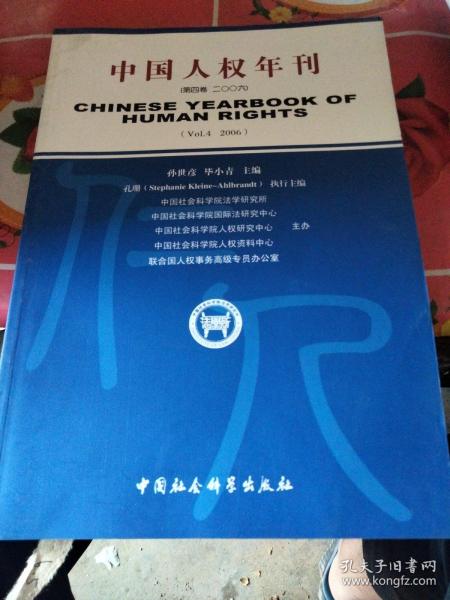 中国人权年刊
(第四卷 二〇〇六)
CHINESE YEARBOOK OF
HUMAN RIGHTS
(Vol.4 2006)
孙世彦 毕小青 主编
孔珊(Stephanie Kleine-Ahlbrandt) 执行主编
中国社会科学院法学研究所
中国社会科学院国际法研究中心
中国社会科学院人权研究中心 主办
中国社会科学院人权资料中心
联合国人权事务高级专员办公室
中国社会科学出版社
孔夫子旧书网
www.kongfz.com